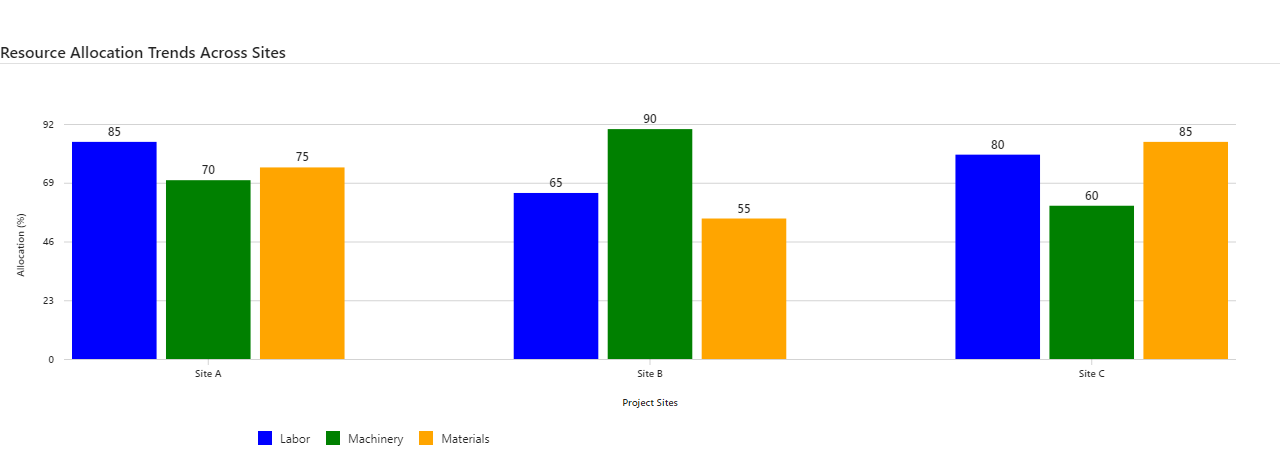 Resource Allocation Trends Across Sites
92
69
46
23
0
Allocation (%)
85
70
75
65
90
55
80
60
85
Site A
Site B
Site C
Project Sites
Labor
Machinery
Materials